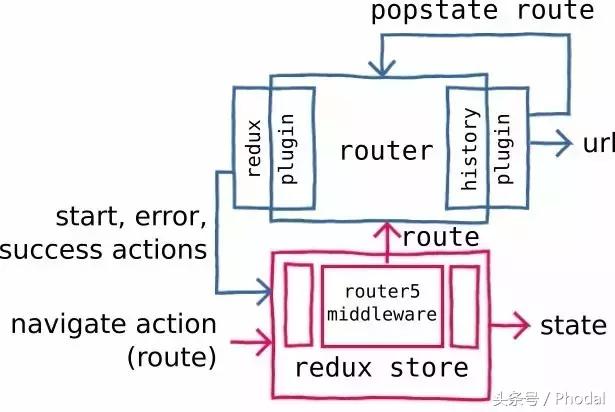 popstate route
redux
plugin
router
history
plugin
url
start, error,
success actions
route
router5
middleware
navigate action
(route)
state
redux store
头条号 / Phodal